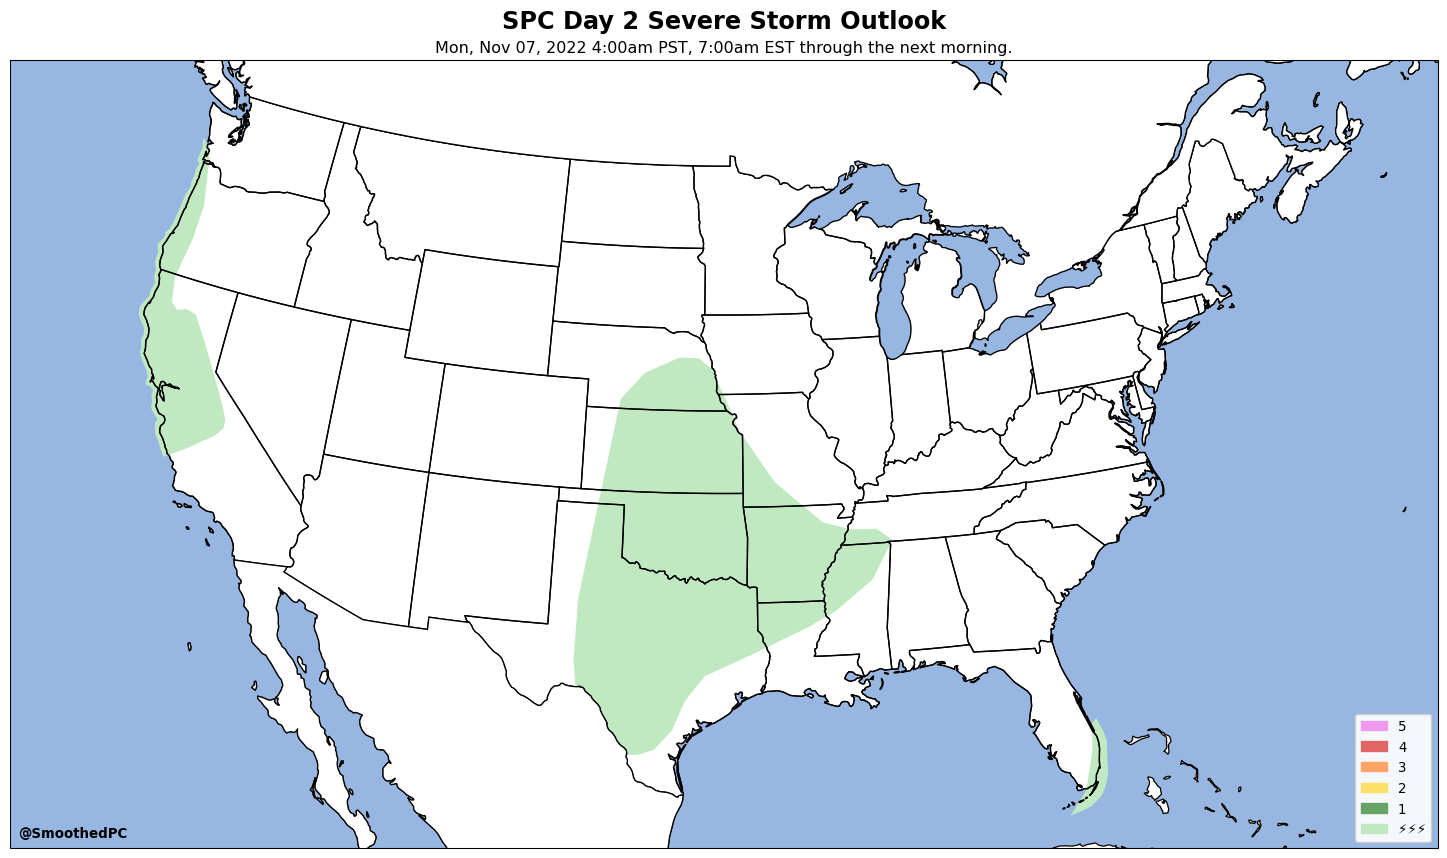 SPC Day 2 Severe Storm Outlook
Mon, Nov 07, 2022 4:00am PST, 7:00am EST through the next morning.
5
4
3
2
1
⚡⚡⚡
@SmoothedPC